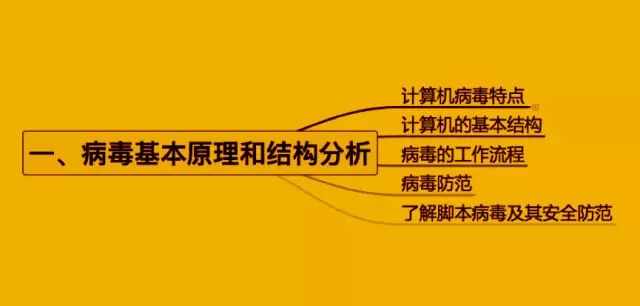 一、病毒基本原理和结构分析
计算机病毒特点
计算机的基本结构
病毒的工作流程
病毒防范
了解脚本病毒及其安全防范